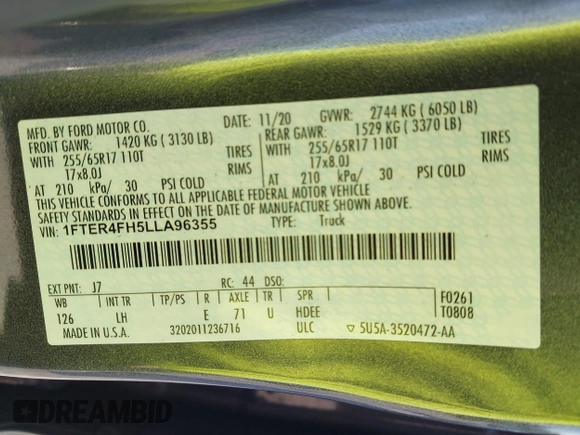 MFD. BY FORD MOTOR CO. DATE: 11/20 GVWR: 2744 KG ( 6050 LB)
FRONT GAWR: 1420 KG ( 3130 LB) REAR GAWR: 1529 KG ( 3370 LB)
WITH 255/65R17 110T TIRES WITH 255/65R17 110T TIRES
17x8.0J RIMS 17x8.0J RIMS
AT 210 kPa/ 30 PSI COLD AT 210 kPa/ 30 PSI COLD
THIS VEHICLE CONFORMS TO ALL APPLICABLE FEDERAL MOTOR VEHICLE
SAFETY STANDARDS IN EFFECT ON THE DATE OF MANUFACTURE SHOWN ABOVE.
VIN: 1FTER4FH5LLA96355 TYPE: Truck
EXT PNT: J7 RC: 44 DSO:
WB INT TR TP/PS R AXLE TR SPR F0261
126 LH E 71 U HDEE T0808
MADE IN U.S.A. 3202011236716 ULC ▽ 5U5A-3520472-AA
DREAMBID